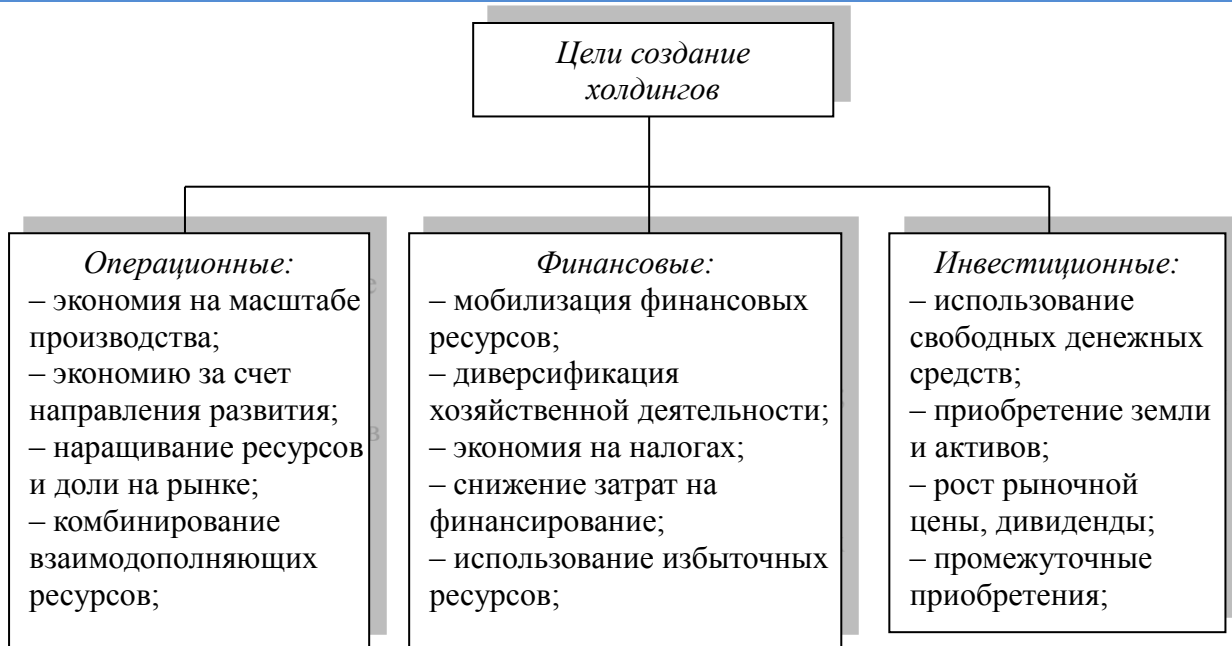 Цели создание
холдингов
Операционные:
– экономия на масштабе
производства;
– экономию за счет
направления развития;
– наращивание ресурсов
и доли на рынке;
– комбинирование
взаимодополняющих
ресурсов;
Финансовые:
– мобилизация финансовых
ресурсов;
– диверсификация
хозяйственной деятельности;
– экономия на налогах;
– снижение затрат на
финансирование;
– использование избыточных
ресурсов;
Инвестиционные:
– использование
свободных денежных
средств;
– приобретение земли
и активов;
– рост рыночной
цены, дивиденды;
– промежуточные
приобретения;